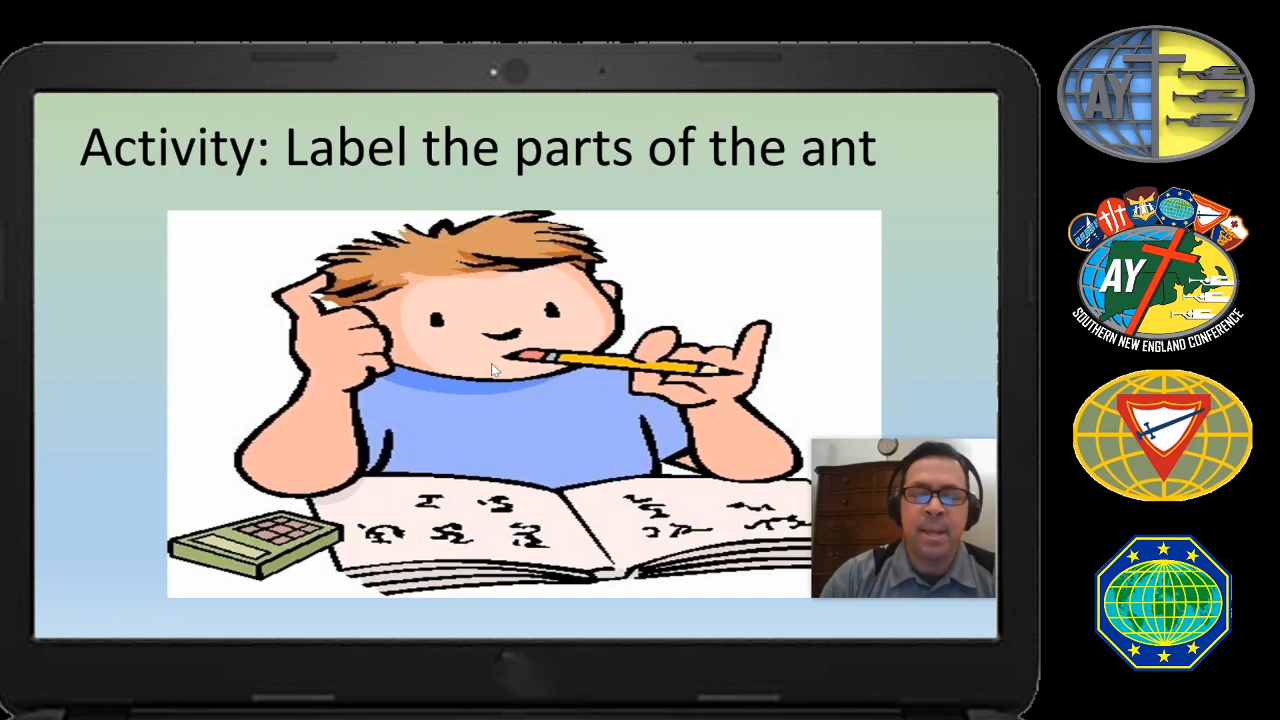 Activity: Label the parts of the ant
AY
AY
SOUTHERN NEW ENGLAND CONFERENCE